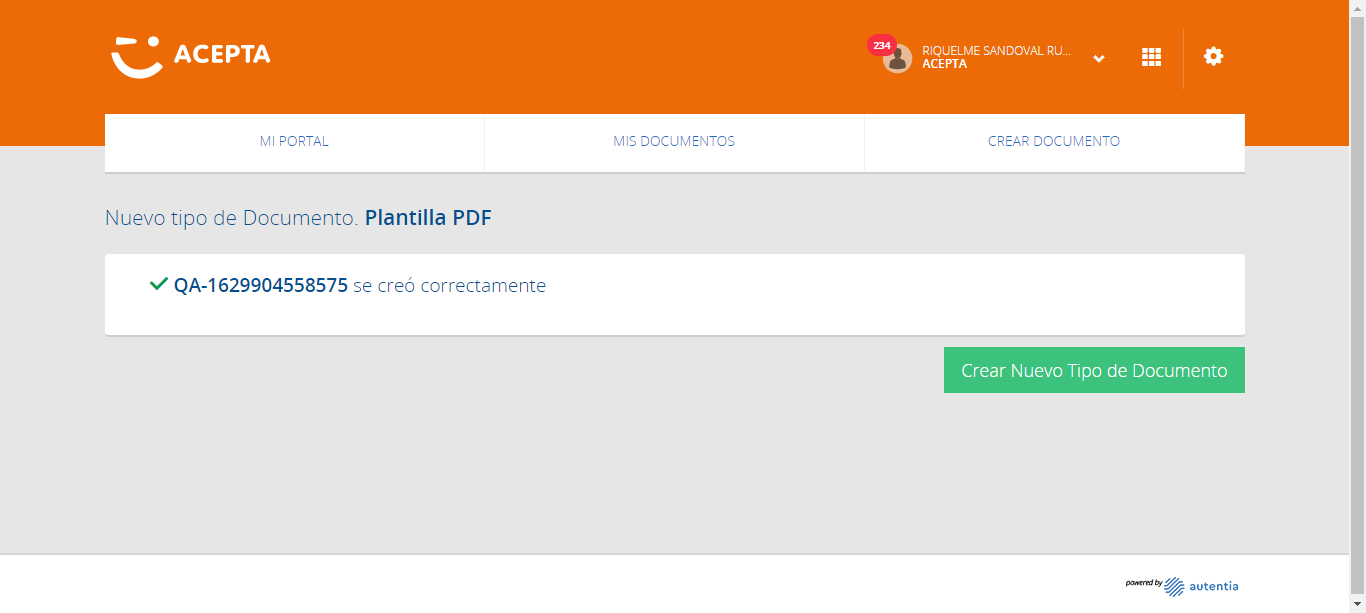 ACEPTA
234
RIQUELME SANDOVAL RU...
ACEPTA
MI PORTAL
MIS DOCUMENTOS
CREAR DOCUMENTO
Nuevo tipo de Documento. Plantilla PDF
QA-1629904558575 se creó correctamente
Crear Nuevo Tipo de Documento
powered by autentia